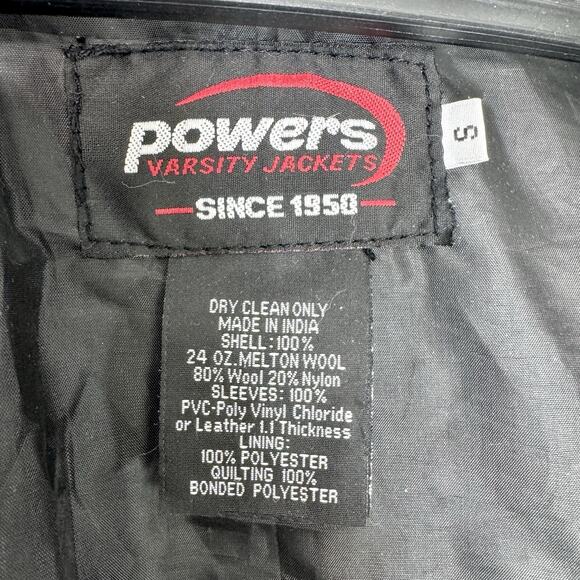 powers
VARSITY JACKETS
SINCE 1950
S
DRY CLEAN ONLY
MADE IN INDIA
SHELL:100%
24 OZ.MELTON WOOL
80% Wool 20% Nylon
SLEEVES: 100%
PVC-Poly Vinyl Chloride
or Leather 1.1 Thickness
LINING:
100% POLYESTER
QUILTING 100%
BONDED POLYESTER